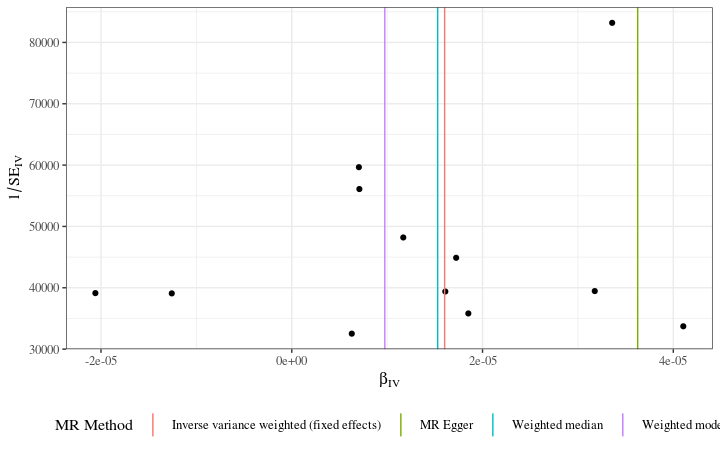 80000
70000
60000
50000
40000
30000
1/SE_IV
-2e-05
0e+00
2e-05
4e-05
β_IV
MR Method
Inverse variance weighted (fixed effects)
MR Egger
Weighted median
Weighted mode